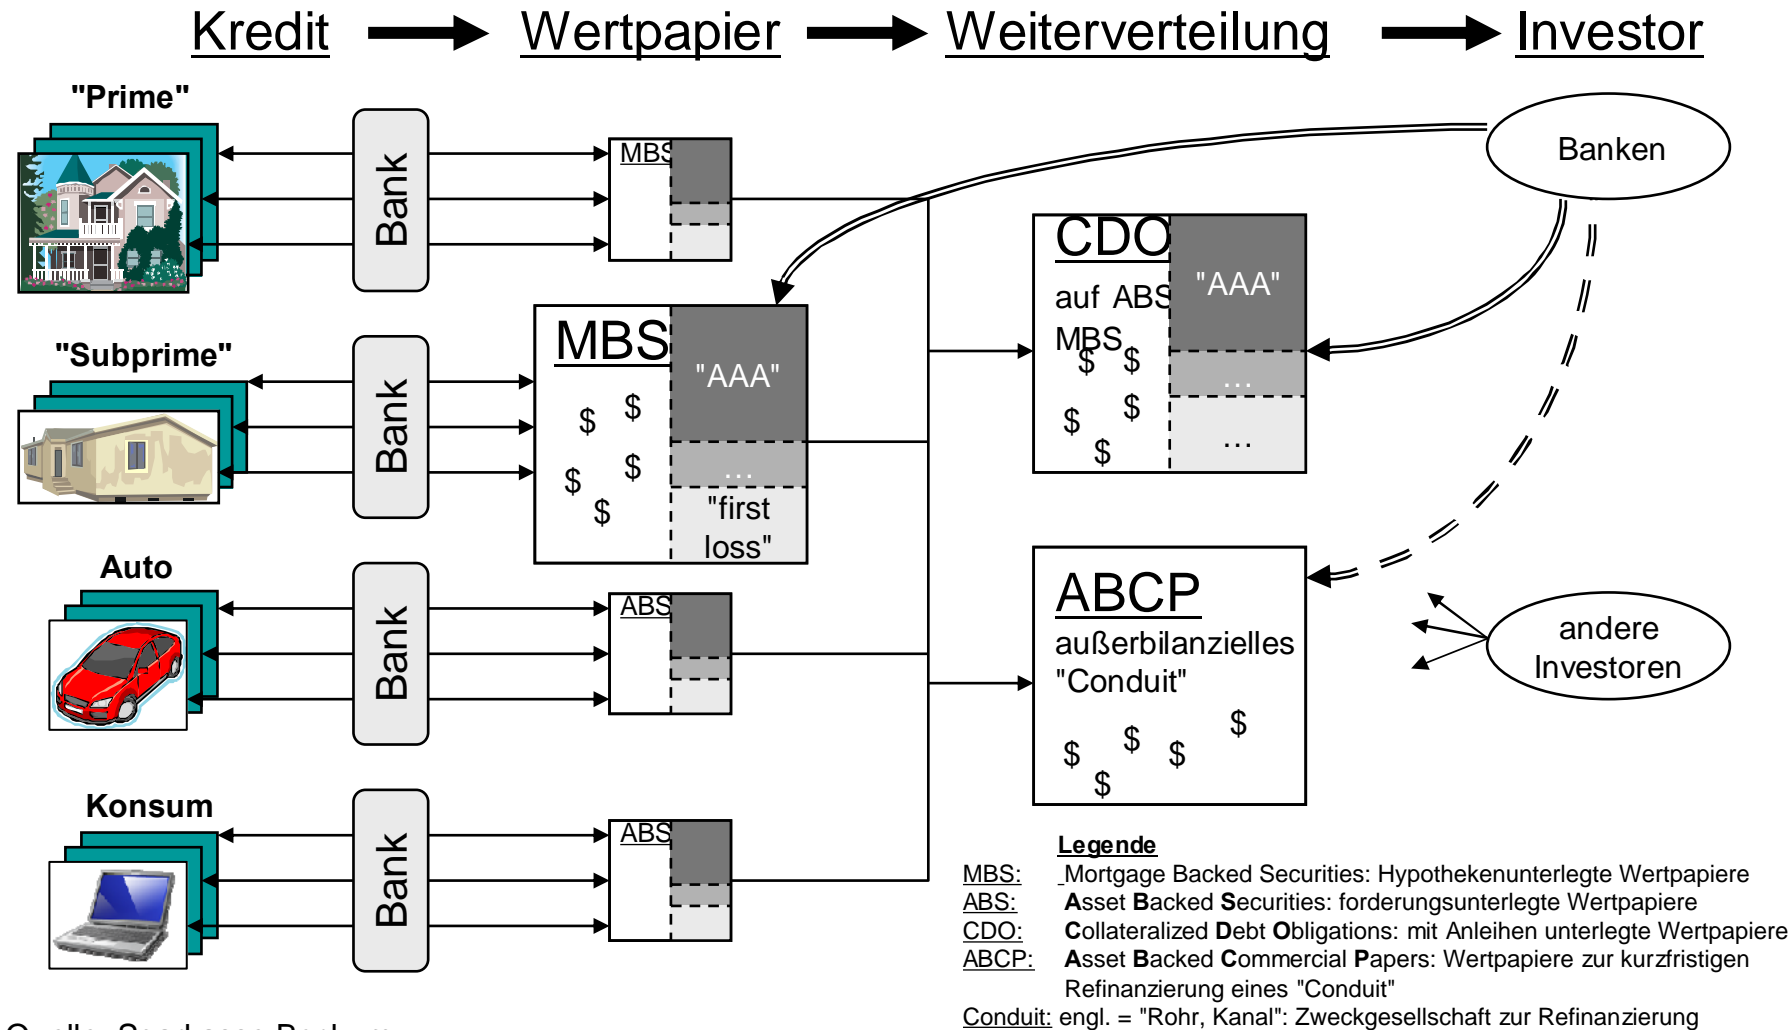 Kredit Wertpapier Weiterverteilung Investor
"Prime"
Bank
MBS
Banken
CDO
auf ABS
MBS
"AAA"
$ $
$ $
$
...
...
"Subprime"
Bank
MBS
"AAA"
$ $
$ $
$
...
"first
loss"
Auto
Bank
ABS
ABCP
außerbilanzielles
"Conduit"
$ $ $ $
$
andere
Investoren
Konsum
Bank
ABS
Legende
MBS: Mortgage Backed Securities: Hypothekenunterlegte Wertpapiere
ABS: Asset Backed Securities: forderungsunterlegte Wertpapiere
CDO: Collateralized Debt Obligations: mit Anleihen unterlegte Wertpapiere
ABCP: Asset Backed Commercial Papers: Wertpapiere zur kurzfristigen
Refinanzierung eines "Conduit"
Conduit: engl. = "Rohr, Kanal": Zweckgesellschaft zur Refinanzierung